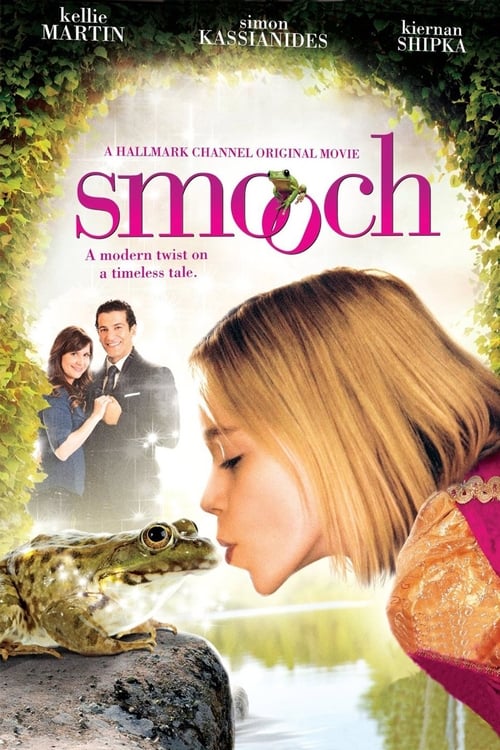 kellie
MARTIN
simon
KASSIANIDES
kiernan
SHIPKA
A HALLMARK CHANNEL ORIGINAL MOVIE
smooch
A modern twist on
a timeless tale.